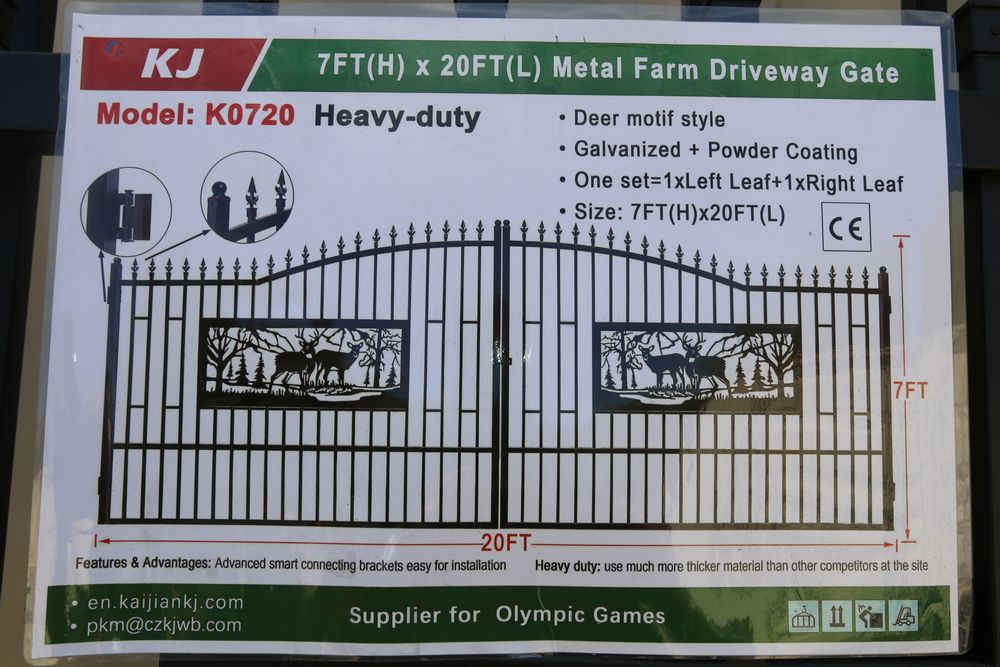 KJ
7FT(H) x 20FT(L) Metal Farm Driveway Gate
Model: K0720 Heavy-duty
• Deer motif style
• Galvanized + Powder Coating
• One set=1xLeft Leaf+1xRight Leaf
• Size: 7FT(H)x20FT(L)
CE
7FT
20FT
Features & Advantages: Advanced smart connecting brackets easy for installation
Heavy duty: use much more thicker material than other competitors at the site
• en.kaijiankj.com
• pkm@czkjwb.com
Supplier for Olympic Games